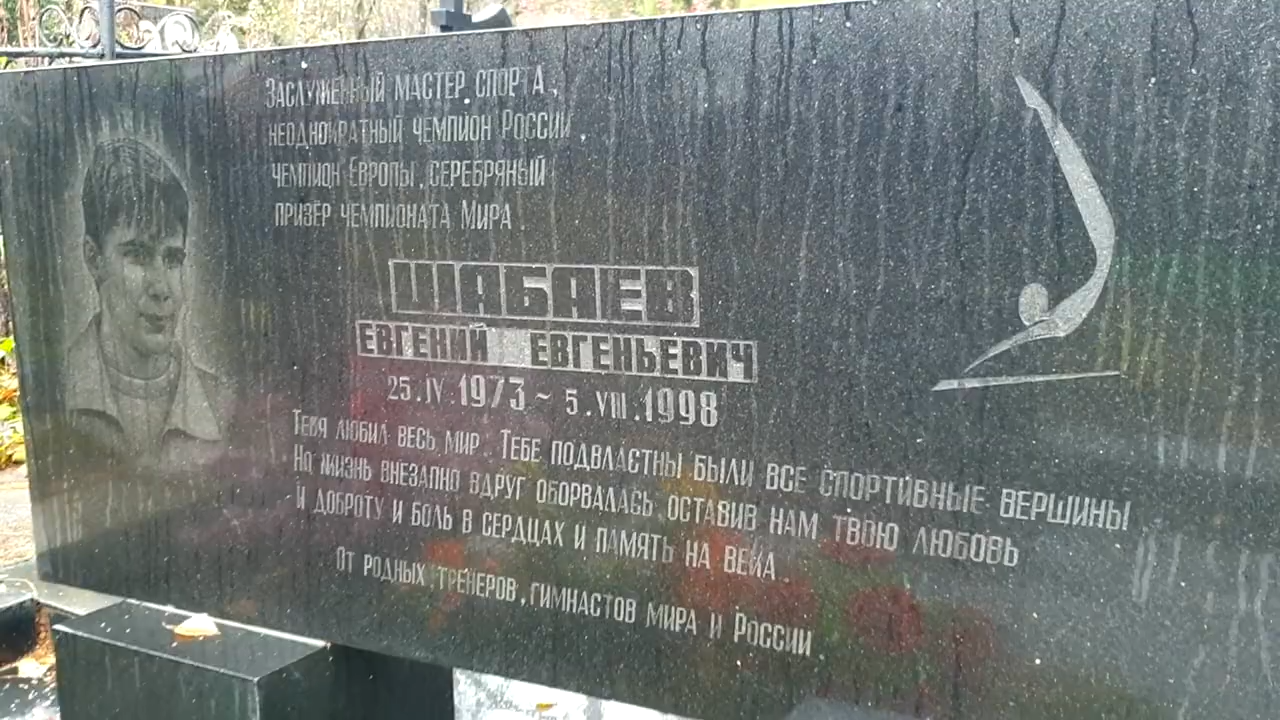 Заслуженный мастер спорта,
неоднократный чемпион России
чемпион Европы, серебряный
призёр чемпионата Мира.
ШАБАЕВ
ЕВГЕНИЙ ЕВГЕНЬЕВИЧ
25.IV.1973 ~ 5.VIII.1998
Тебя любил весь мир. Тебе подвластны были все спортивные вершины
Но жизнь внезапно вдруг оборвалась оставив нам твою любовь
И доброту и боль в сердцах и память на века.
От родных, тренеров, гимнастов мира и России